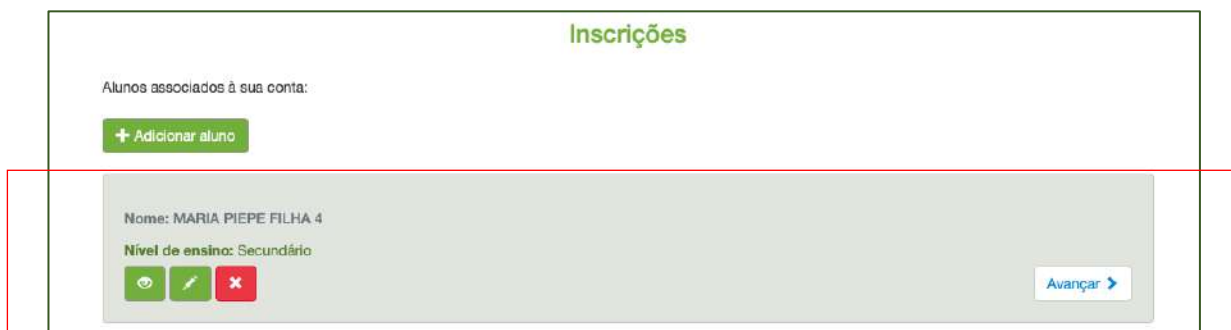 Inscrições
Alunos associados à sua conta:
Adicionar aluno
Nome: MARIA PIEPE FILHA 4
Nível de ensino: Secundário
Avançar